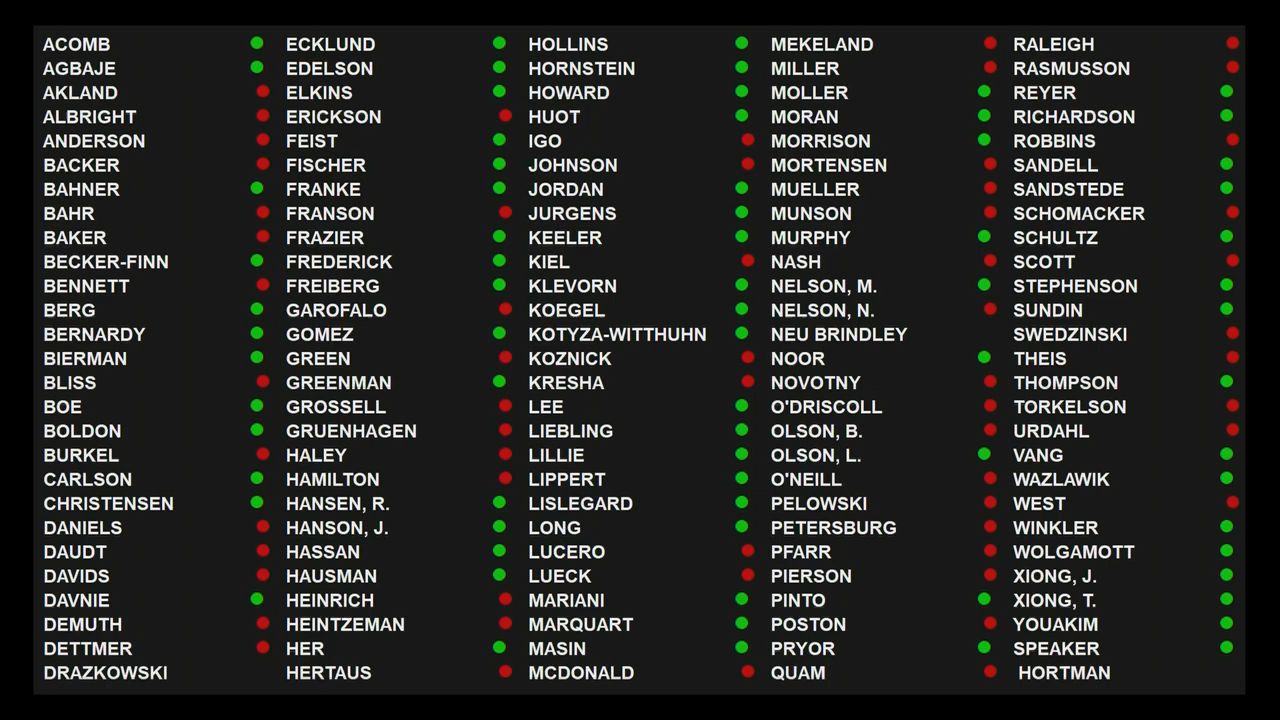 ACOMB ECKLUND HOLLINS MEKELAND RALEIGH
AGBAJE EDELSON HORNSTEIN MILLER RASMUSSON
AKLAND ELKINS HOWARD MOLLER REYER
ALBRIGHT ERICKSON HUOT MORAN RICHARDSON
ANDERSON FEIST IGO MORRISON ROBBINS
BACKER FISCHER JOHNSON MORTENSEN SANDELL
BAHNER FRANKE JORDAN MUELLER SANDSTEDE
BAHR FRANSON JURGENS MUNSON SCHOMACKER
BAKER FRAZIER KEELER MURPHY SCHULTZ
BECKER-FINN FREDERICK KIEL NASH SCOTT
BENNETT FREIBERG KLEVORN NELSON, M. STEPHENSON
BERG GAROFALO KOEGEL NELSON, N. SUNDIN
BERNARDY GOMEZ KOTYZA-WITTHUHN NEU BRINDLEY SWEDZINSKI
BIERMAN GREEN KOZNICK NOOR THEIS
BLISS GREENMAN KRESHA NOVOTNY THOMPSON
BOE GROSSELL LEE O'DRISCOLL TORKELSON
BOLDON GRUENHAGEN LIEBLING OLSON, B. URDAHL
BURKEL HALEY LILLIE OLSON, L. VANG
CARLSON HAMILTON LIPPERT O'NEILL WAZLAWIK
CHRISTENSEN HANSEN, R. LISLEGARD PELOWSKI WEST
DANIELS HANSON, J. LONG PETERSBURG WINKLER
DAUDT HASSAN LUCERO PFARR WOLGAMOTT
DAVIDS HAUSMAN LUECK PIERSON XIONG, J.
DAVNIE HEINRICH MARIANI PINTO XIONG, T.
DEMUTH HEINTZEMAN MARQUART POSTON YOUAKIM
DETTMER HER MASIN PRYOR SPEAKER
DRAZKOWSKI HERTAUS MCDONALD QUAM HORTMAN